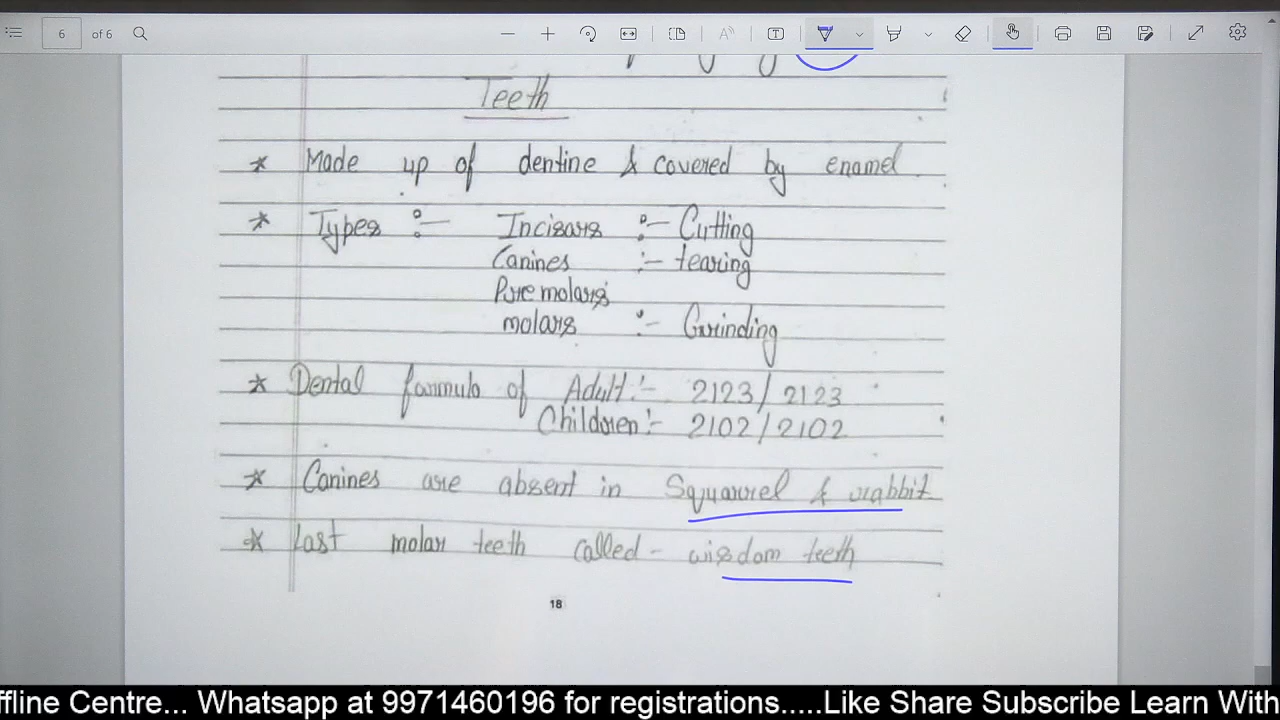 6 of 6
Teeth
* Made up of dentine & covered by enamel
* Types :- Incisors :- Cutting
Canines :- tearing
Pure molars
molars :- Grinding
* Dental formula of Adult :- 2123 / 2123
Children :- 2102 / 2102
* Canines are absent in Squarrel & rabbit
* Last molar teeth called - wisdom teeth
18
ffline Centre... Whatsapp at 9971460196 for registrations.....Like Share Subscribe Learn With